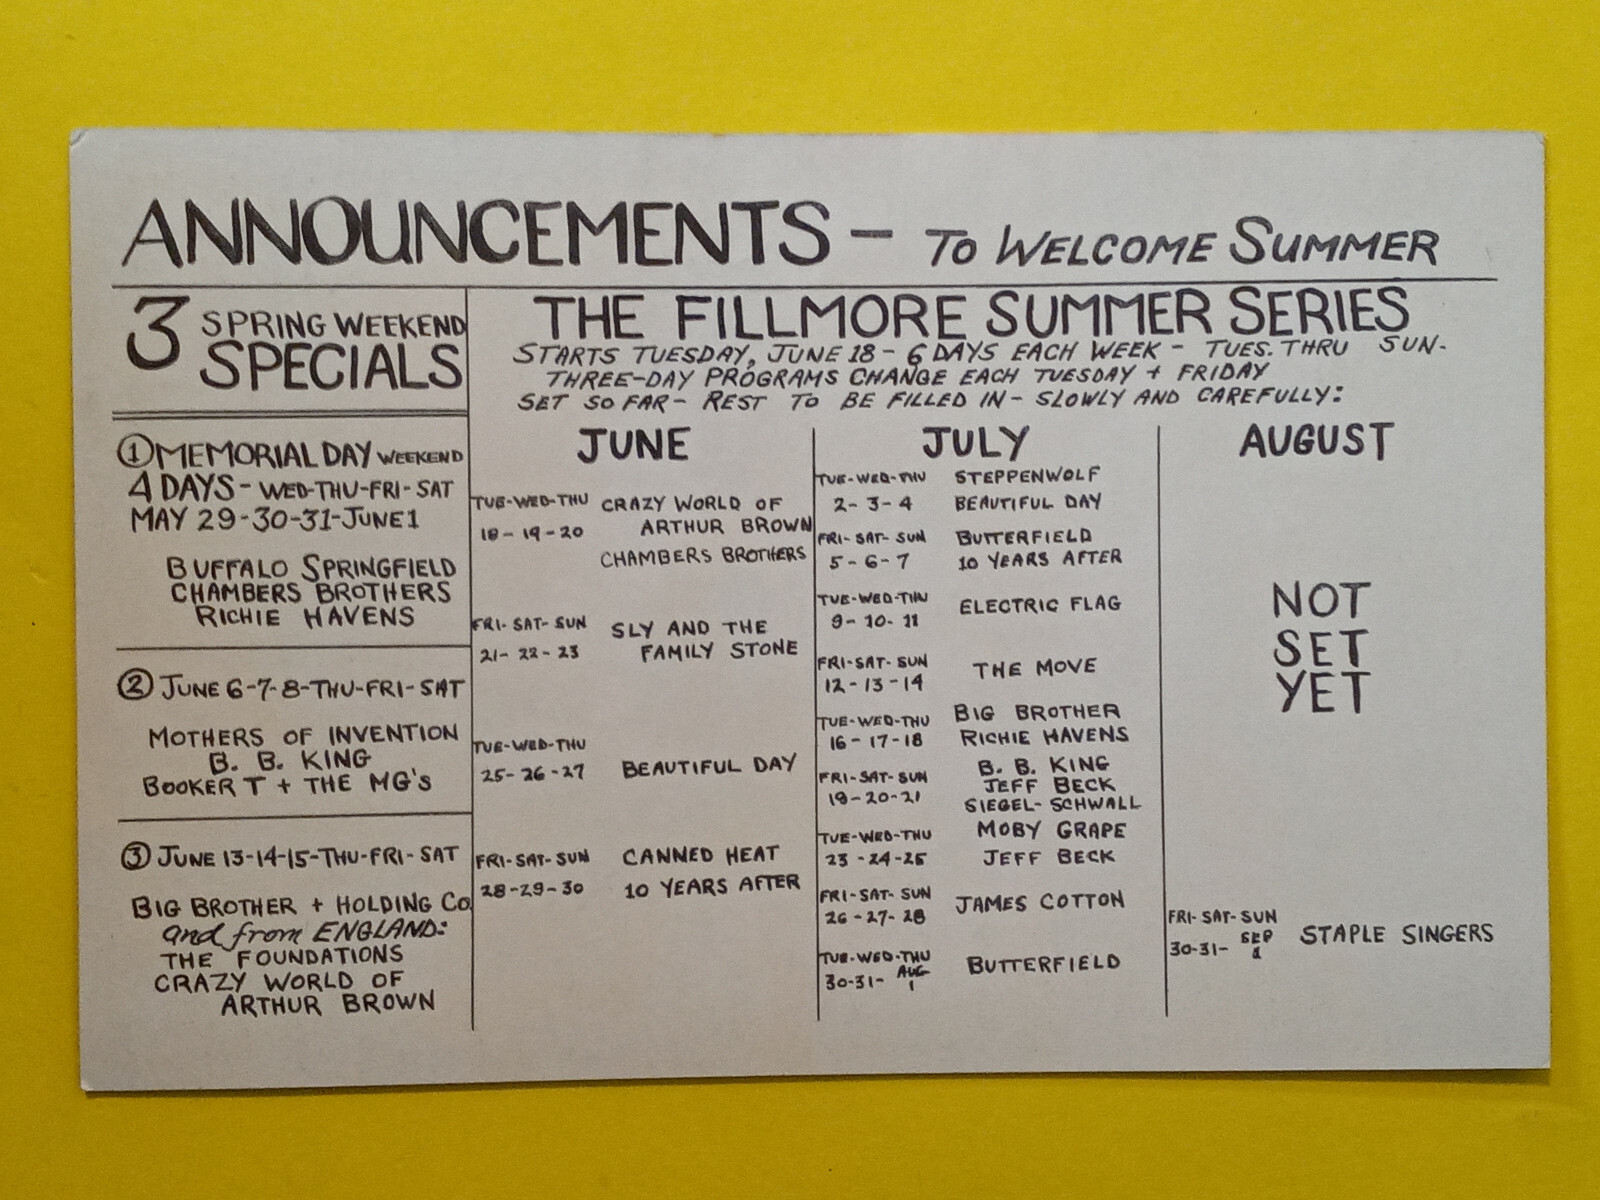 ANNOUNCEMENTS – TO WELCOME SUMMER
3 SPRING WEEKEND
SPECIALS
① MEMORIAL DAY WEEKEND
4 DAYS - WED-THU-FRI-SAT
MAY 29-30-31-JUNE 1
BUFFALO SPRINGFIELD
CHAMBERS BROTHERS
RICHIE HAVENS
② JUNE 6-7-8-THU-FRI-SAT
MOTHERS OF INVENTION
B. B. KING
BOOKER T + THE MG'S
③ JUNE 13-14-15-THU-FRI-SAT
BIG BROTHER + HOLDING CO.
and from ENGLAND:
THE FOUNDATIONS
CRAZY WORLD OF
ARTHUR BROWN
THE FILLMORE SUMMER SERIES
STARTS TUESDAY, JUNE 18 - 6 DAYS EACH WEEK - TUES. THRU SUN.
THREE-DAY PROGRAMS CHANGE EACH TUESDAY + FRIDAY
SET SO FAR - REST TO BE FILLED IN - SLOWLY AND CAREFULLY:
JUNE
TUE-WED-THU CRAZY WORLD OF
18-19-20 ARTHUR BROWN
CHAMBERS BROTHERS
FRI-SAT-SUN SLY AND THE
21-22-23 FAMILY STONE
TUE-WED-THU
25-26-27 BEAUTIFUL DAY
FRI-SAT-SUN CANNED HEAT
28-29-30 10 YEARS AFTER
JULY
TUE-WED-THU STEPPENWOLF
2-3-4 BEAUTIFUL DAY
FRI-SAT-SUN BUTTERFIELD
5-6-7 10 YEARS AFTER
TUE-WED-THU ELECTRIC FLAG
9-10-11
FRI-SAT-SUN THE MOVE
12-13-14
TUE-WED-THU BIG BROTHER
16-17-18 RICHIE HAVENS
B. B. KING
FRI-SAT-SUN JEFF BECK
19-20-21 SIEGEL-SCHWALL
TUE-WED-THU MOBY GRAPE
23-24-25 JEFF BECK
FRI-SAT-SUN JAMES COTTON
26-27-28
TUE-WED-THU BUTTERFIELD
30-31-AUG 1
AUGUST
NOT
SET
YET
FRI-SAT-SUN STAPLE SINGERS
30-31-SEP 1